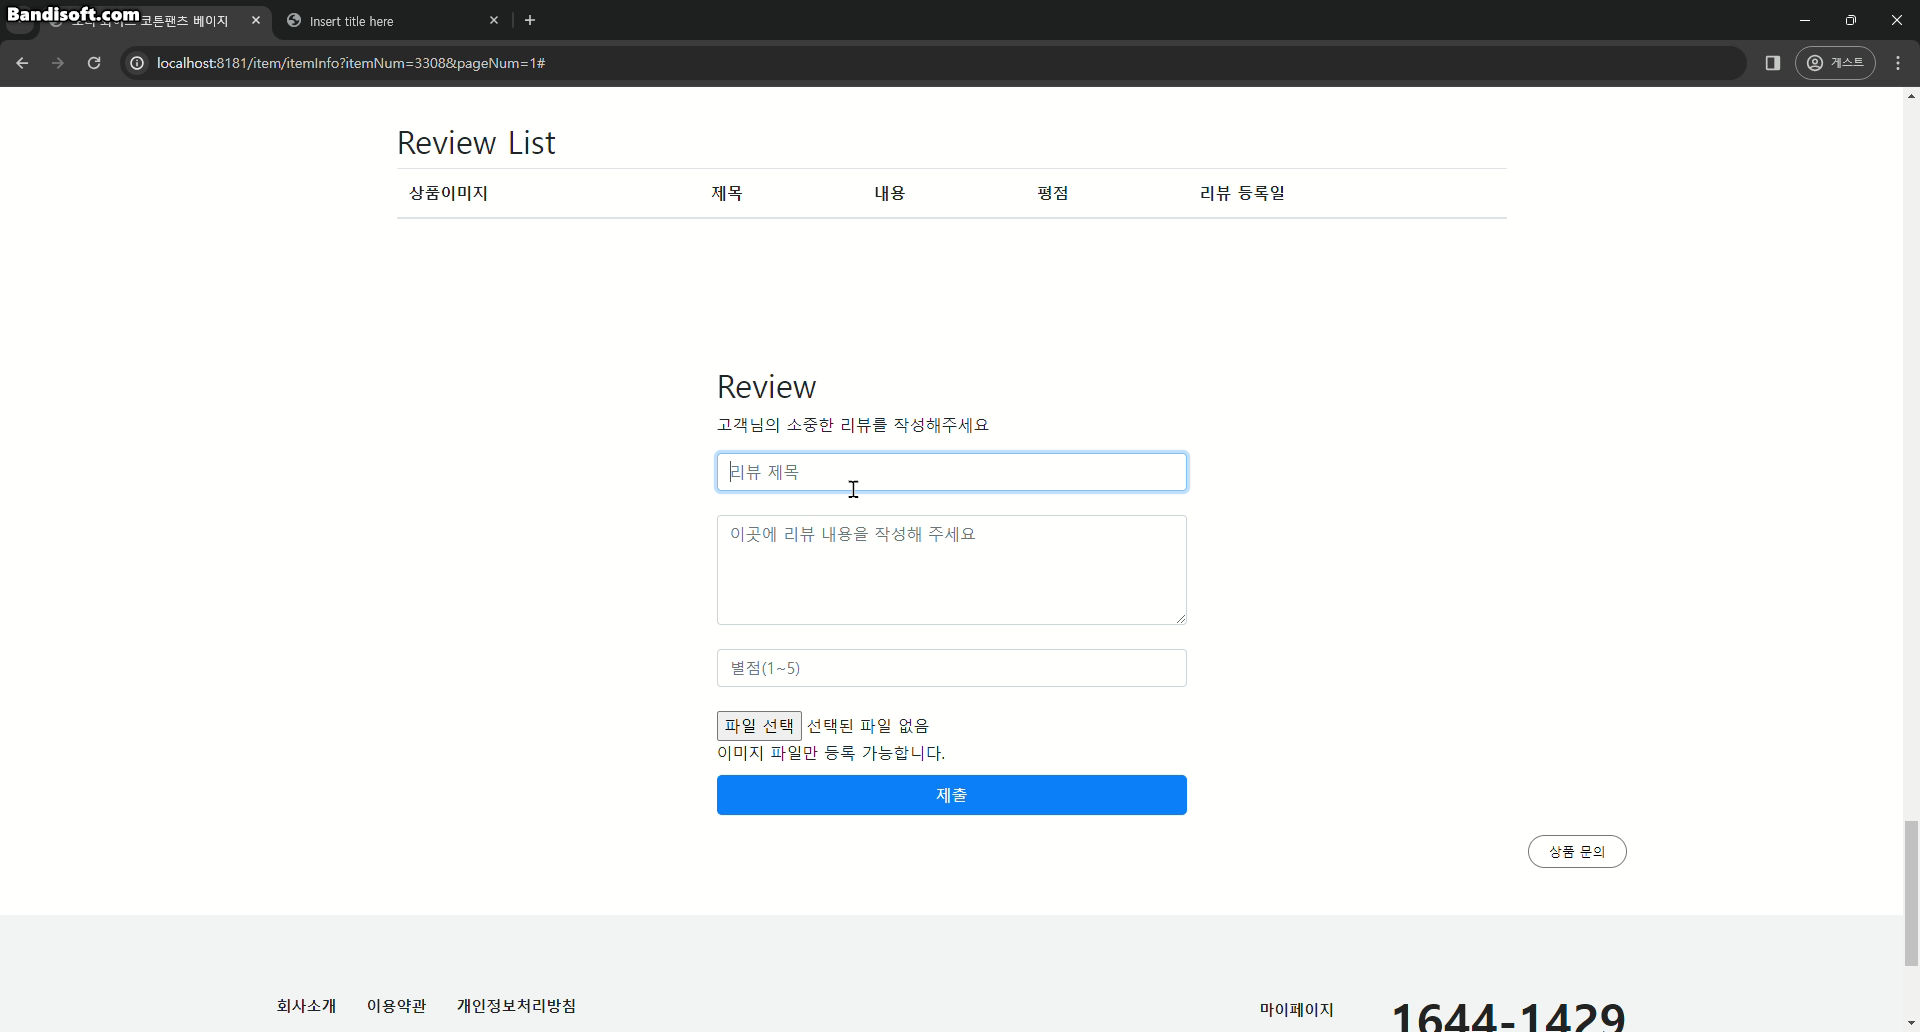 Bandisoft.com
코튼팬츠 베이지
Insert title here
localhost:8181/item/itemInfo?itemNum=3308&pageNum=1#
게스트
Review List
상품이미지 제목 내용 평점 리뷰 등록일
Review
고객님의 소중한 리뷰를 작성해주세요
리뷰 제목
이곳에 리뷰 내용을 작성해 주세요
별점(1~5)
파일 선택 선택된 파일 없음
이미지 파일만 등록 가능합니다.
제출
상품 문의
회사소개 이용약관 개인정보처리방침
마이페이지
1644-1429